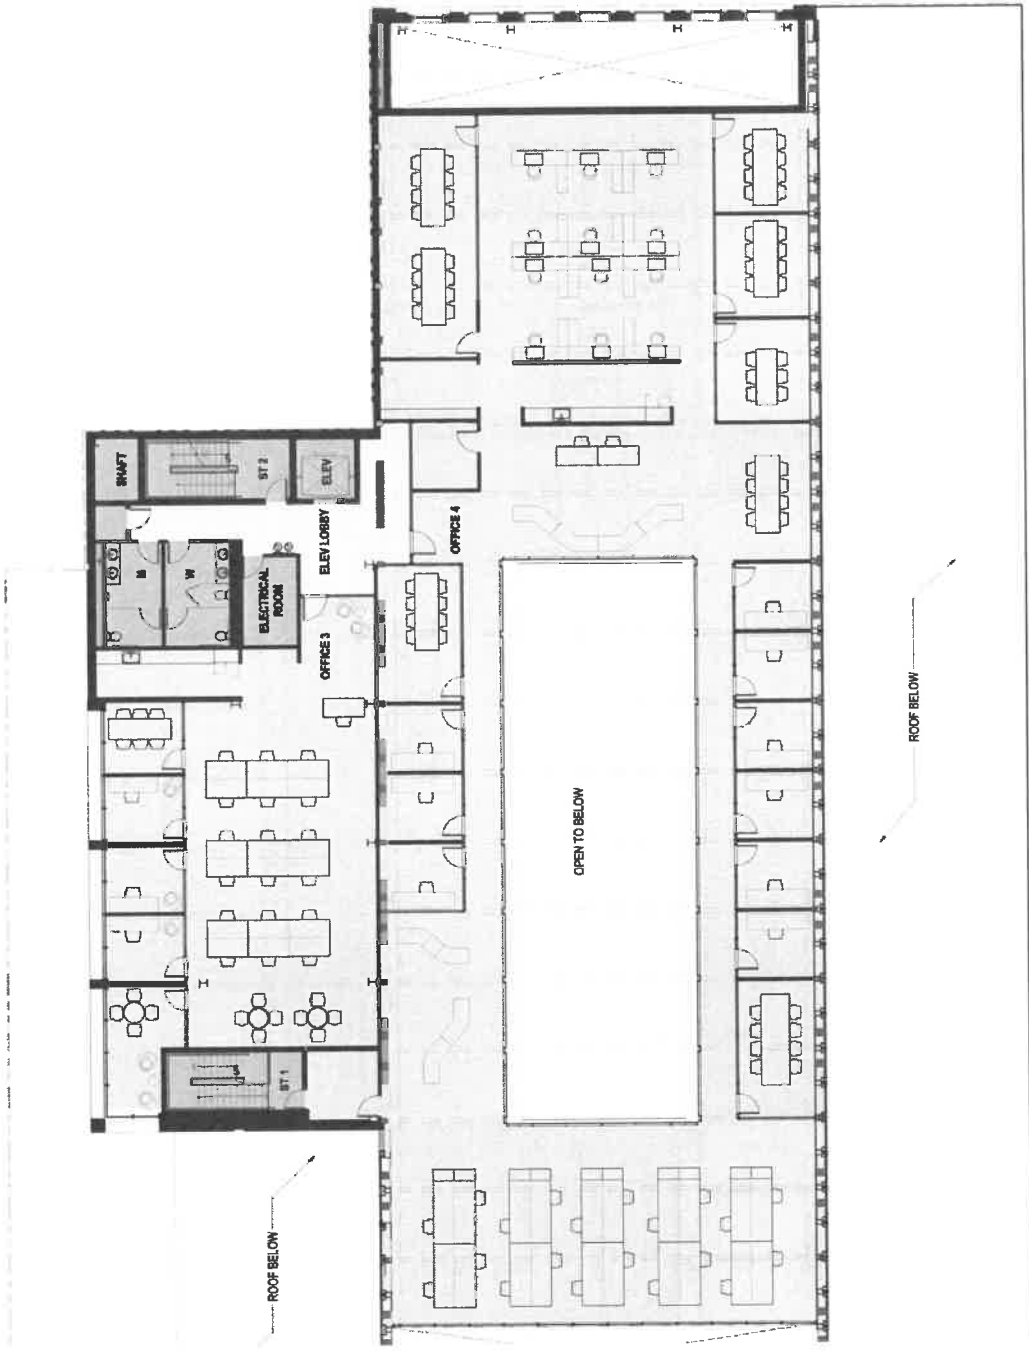 SHAFT
ST 2
ELEV
ELEV LOBBY
OFFICE 4
M
W
ELECTRICAL
ROOM
OFFICE 3
OPEN TO BELOW
ROOF BELOW
ST 1
ROOF BELOW